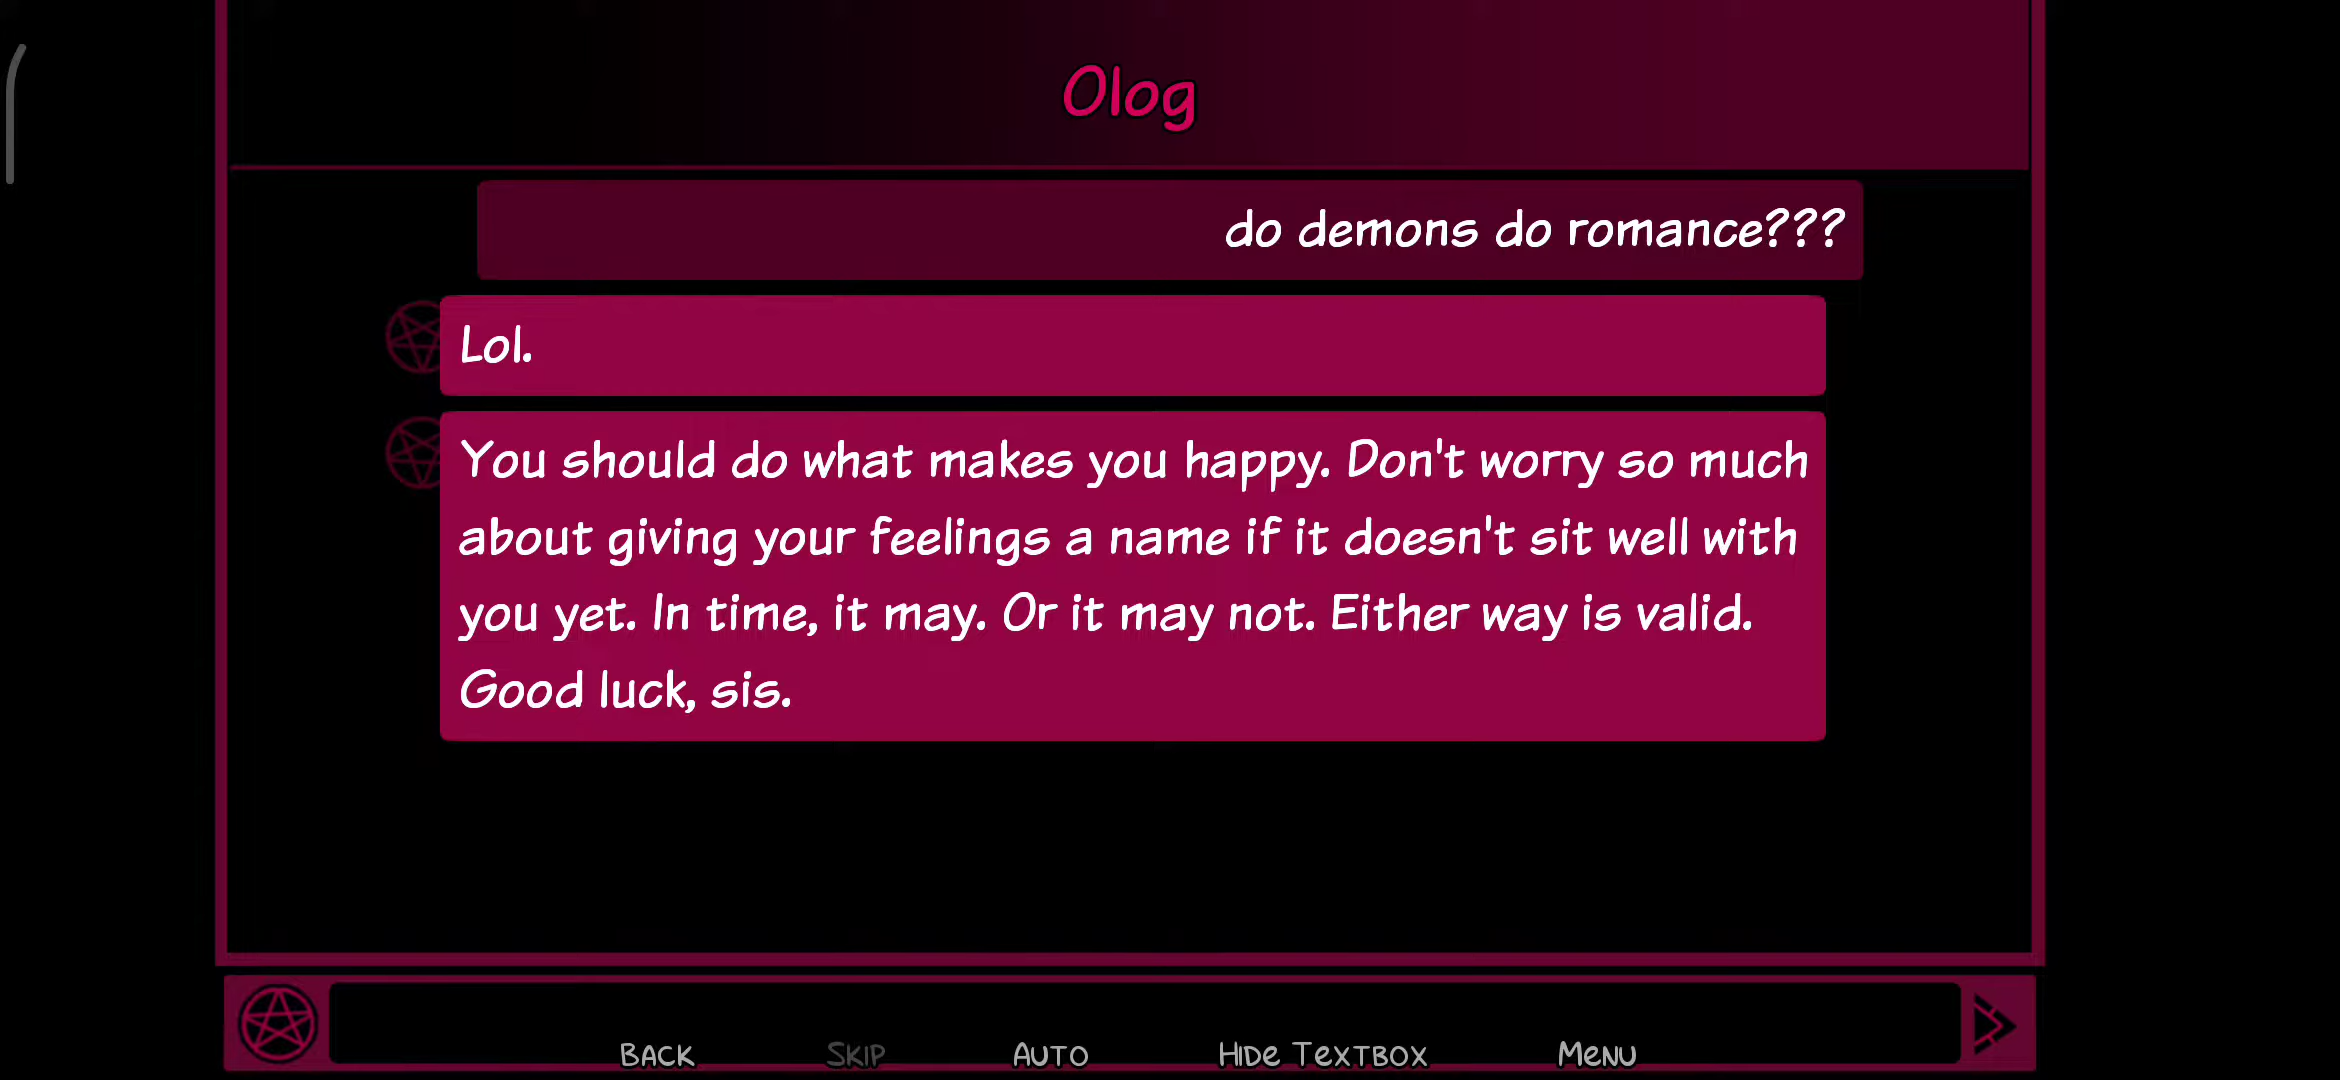 Olog
do demons do romance???
Lol.
You should do what makes you happy. Don't worry so much
about giving your feelings a name if it doesn't sit well with
you yet. In time, it may. Or it may not. Either way is valid.
Good luck, sis.
BACK SKIP AUTO HIDE TEXTBOX MENU